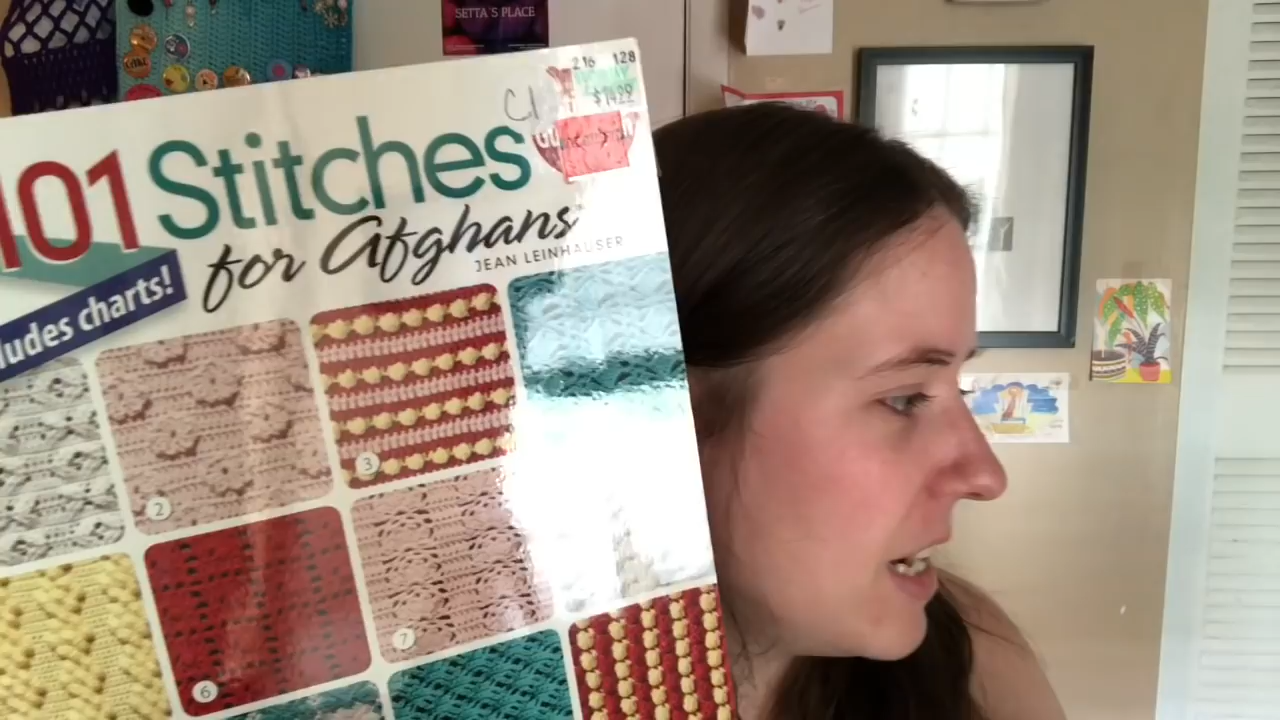 SETTA'S PLACE
216 128
$14.99
101 Stitches
for Afghans
JEAN LEINHAUSER
ludes charts!
2
3
6
7